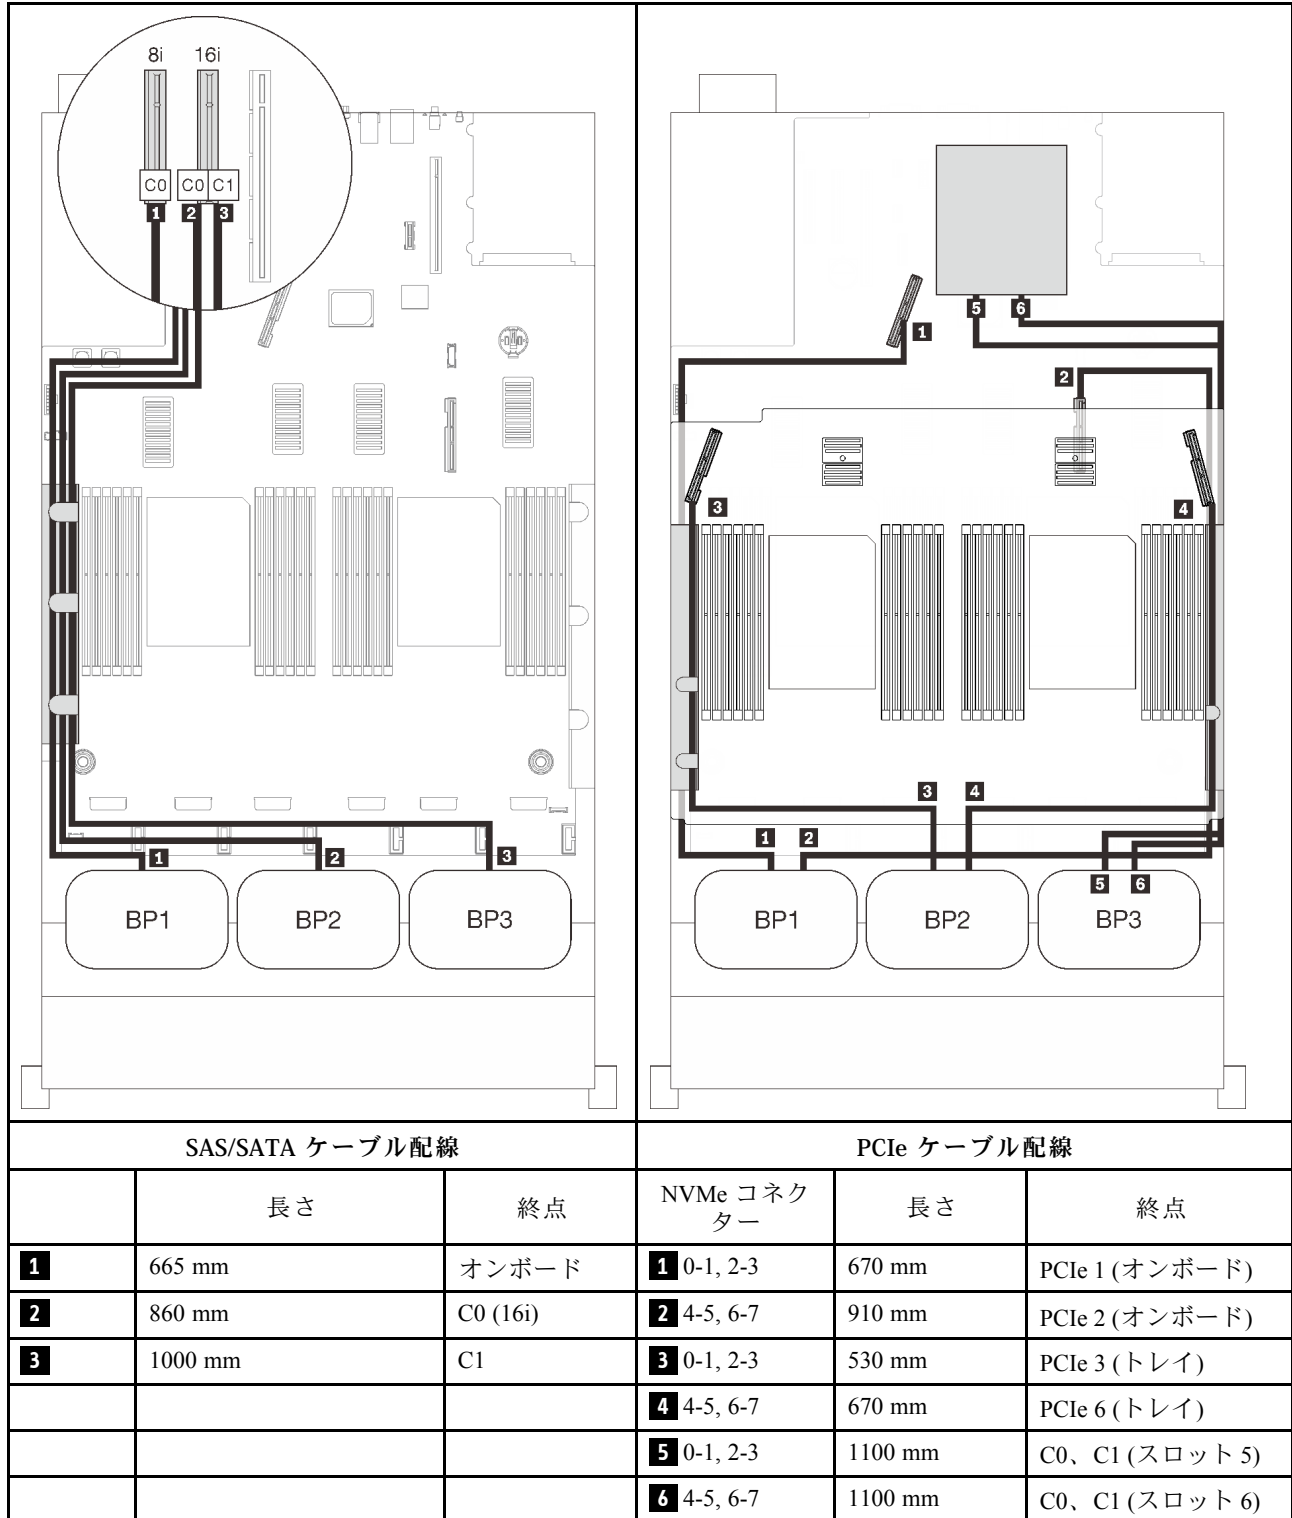 8i 16i
C0 C0 C1
1 2 3
1 2 3
BP1 BP2 BP3
5 6
1
2
3 4
3 4
1 2
5 6
BP1 BP2 BP3
SAS/SATA ケーブル配線 PCIe ケーブル配線
長さ 終点 NVMe コネク
ター 長さ 終点
1 665 mm オンボード 1 0-1, 2-3 670 mm PCIe 1 (オンボード)
2 860 mm C0 (16i) 2 4-5, 6-7 910 mm PCIe 2 (オンボード)
3 1000 mm C1 3 0-1, 2-3 530 mm PCIe 3 (トレイ)
4 4-5, 6-7 670 mm PCIe 6 (トレイ)
5 0-1, 2-3 1100 mm C0、C1 (スロット 5)
6 4-5, 6-7 1100 mm C0、C1 (スロット 6)